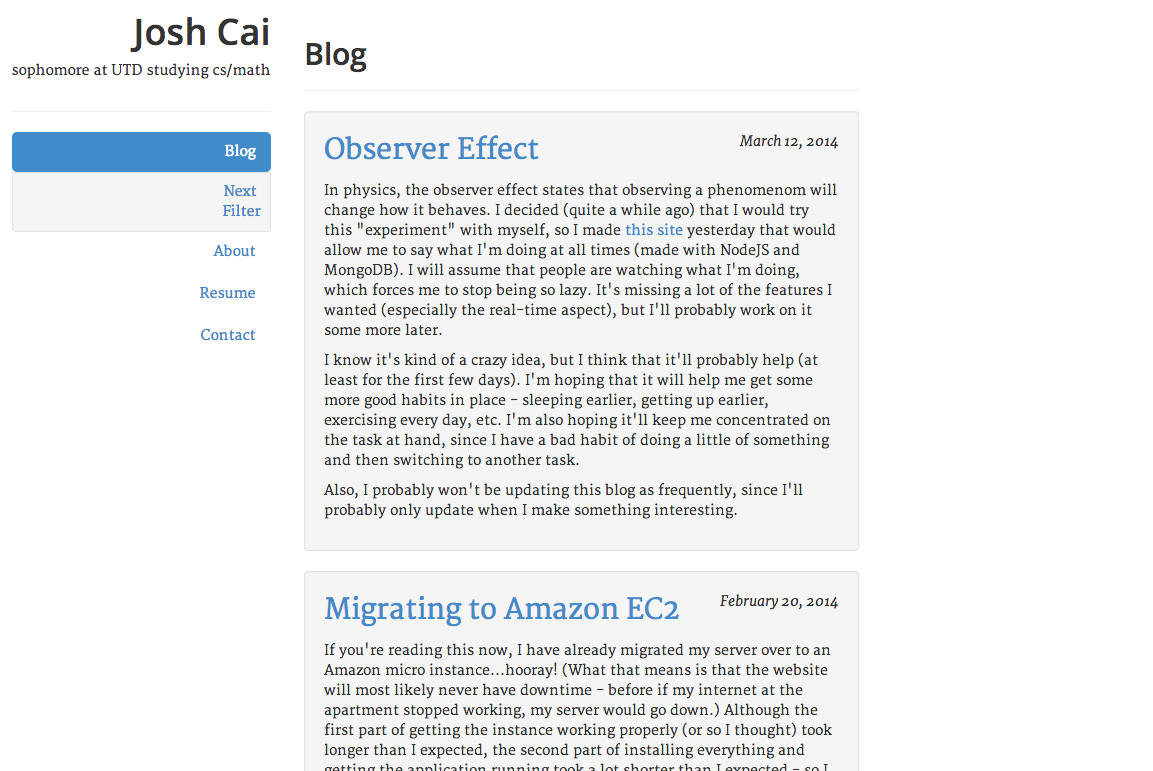 Josh Cai
sophomore at UTD studying cs/math
Blog
Next
Filter
About
Resume
Contact
Blog
Observer Effect
March 12, 2014
In physics, the observer effect states that observing a phenomenom will
change how it behaves. I decided (quite a while ago) that I would try
this "experiment" with myself, so I made this site yesterday that would
allow me to say what I'm doing at all times (made with NodeJS and
MongoDB). I will assume that people are watching what I'm doing,
which forces me to stop being so lazy. It's missing a lot of the features I
wanted (especially the real-time aspect), but I'll probably work on it
some more later.
I know it's kind of a crazy idea, but I think that it'll probably help (at
least for the first few days). I'm hoping that it will help me get some
more good habits in place - sleeping earlier, getting up earlier,
exercising every day, etc. I'm also hoping it'll keep me concentrated on
the task at hand, since I have a bad habit of doing a little of something
and then switching to another task.
Also, I probably won't be updating this blog as frequently, since I'll
probably only update when I make something interesting.
Migrating to Amazon EC2
February 20, 2014
If you're reading this now, I have already migrated my server over to an
Amazon micro instance...hooray! (What that means is that the website
will most likely never have downtime - before if my internet at the
apartment stopped working, my server would go down.) Although the
first part of getting the instance working properly (or so I thought) took
longer than I expected, the second part of installing everything and
getting the application running took a lot shorter than I expected - so I